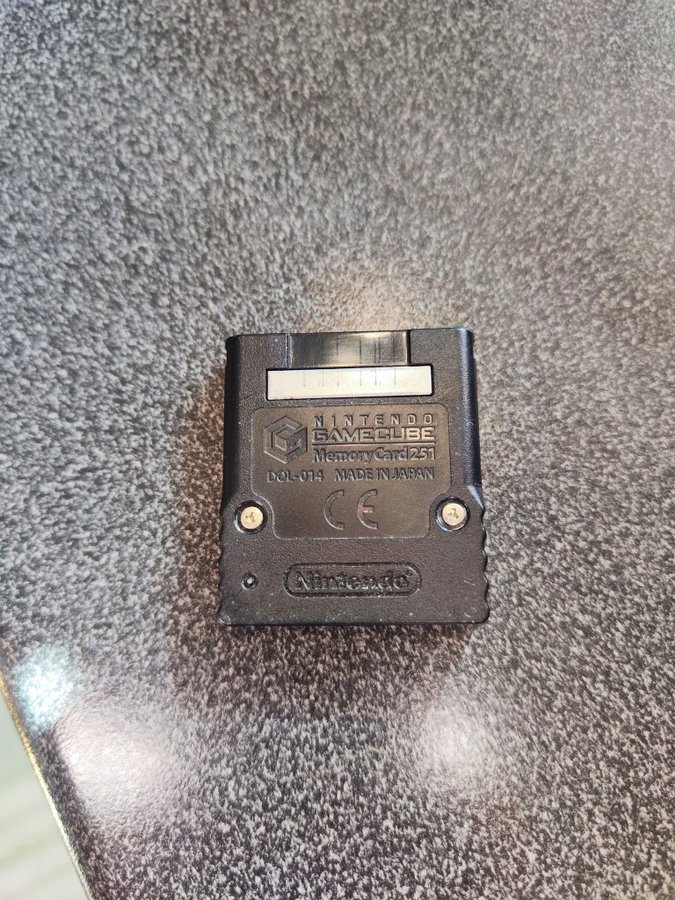 NINTENDO
GAMECUBE
Memory Card 251
DOL-014 MADE IN JAPAN
CE
Nintendo